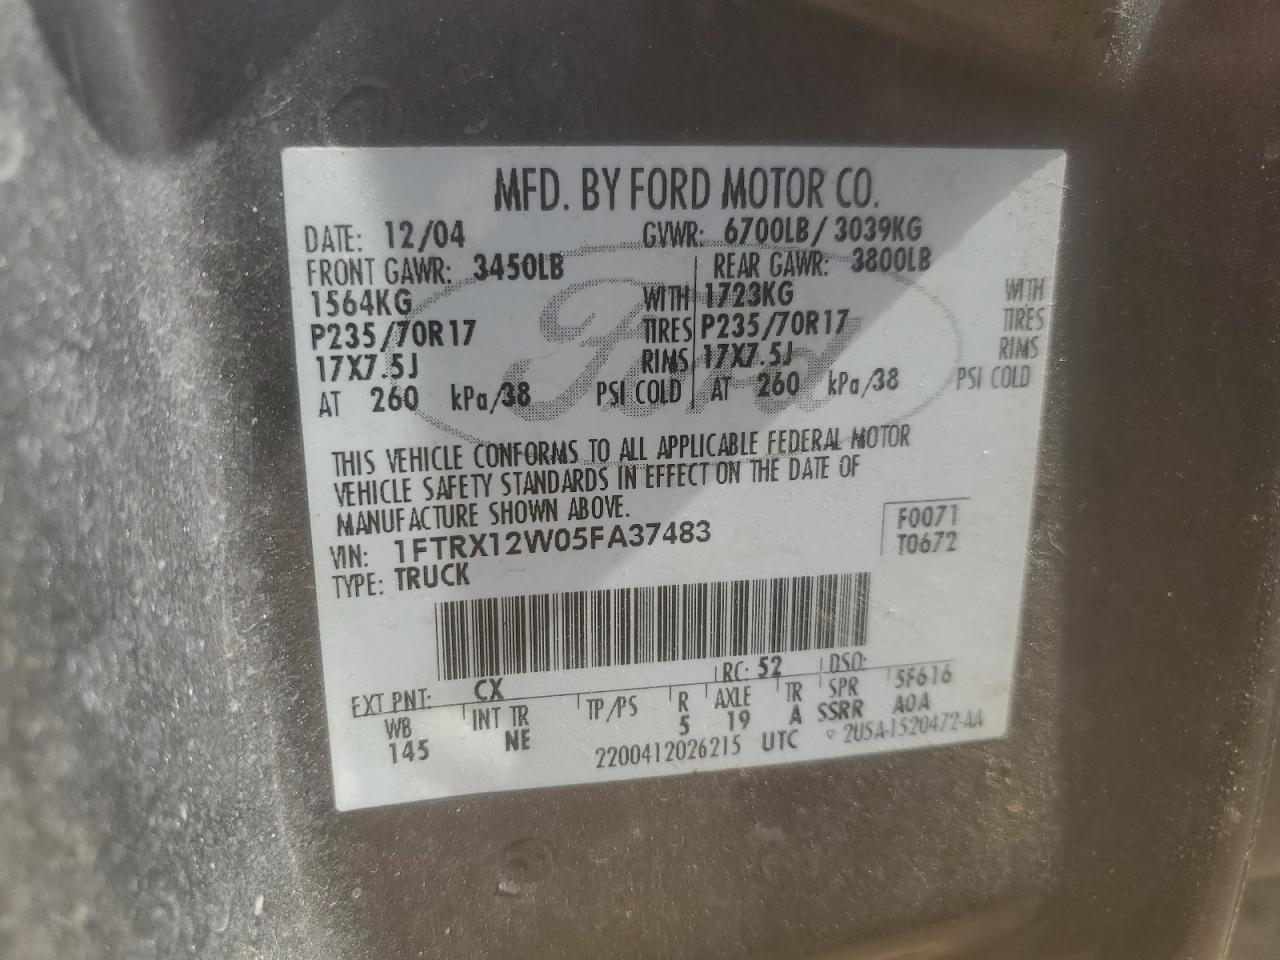 MFD. BY FORD MOTOR CO.
DATE: 12/04 GVWR: 6700LB / 3039KG
FRONT GAWR: 3450LB REAR GAWR: 3800LB
1564KG WITH 1723KG WITH
P235/70R17 TIRES P235/70R17 TIRES
17X7.5J RIMS 17X7.5J RIMS
AT 260 kPa/38 PSI COLD AT 260 kPa/38 PSI COLD
Ford
THIS VEHICLE CONFORMS TO ALL APPLICABLE FEDERAL MOTOR
VEHICLE SAFETY STANDARDS IN EFFECT ON THE DATE OF
MANUFACTURE SHOWN ABOVE.
VIN: 1FTRX12W05FA37483 F0071
TYPE: TRUCK T0672
EXT PNT: CX RC: 52 DSO:
WB INT TR TP/PS R AXLE TR SPR 5F616
145 NE 5 19 A SSRR A0A
2200412026215 UTC ▽ 2U5A-1520472-AA